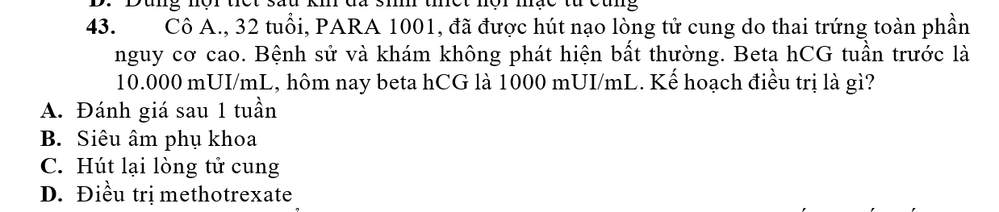 D. Dùng nội tiết sau khi đã sinh thiết nội mạc tử cung
43. Cô A., 32 tuổi, PARA 1001, đã được hút nạo lòng tử cung do thai trứng toàn phần
nguy cơ cao. Bệnh sử và khám không phát hiện bất thường. Beta hCG tuần trước là
10.000 mUI/mL, hôm nay beta hCG là 1000 mUI/mL. Kế hoạch điều trị là gì?
A. Đánh giá sau 1 tuần
B. Siêu âm phụ khoa
C. Hút lại lòng tử cung
D. Điều trị methotrexate